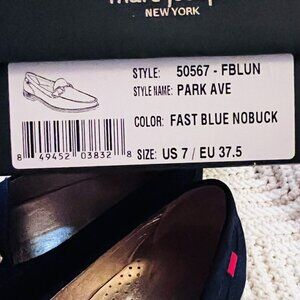 NEW YORK
STYLE: 50567 - FBLUN
STYLE NAME: PARK AVE
COLOR: FAST BLUE NOBUCK
8 49452 03832 8
SIZE: US 7 / EU 37.5